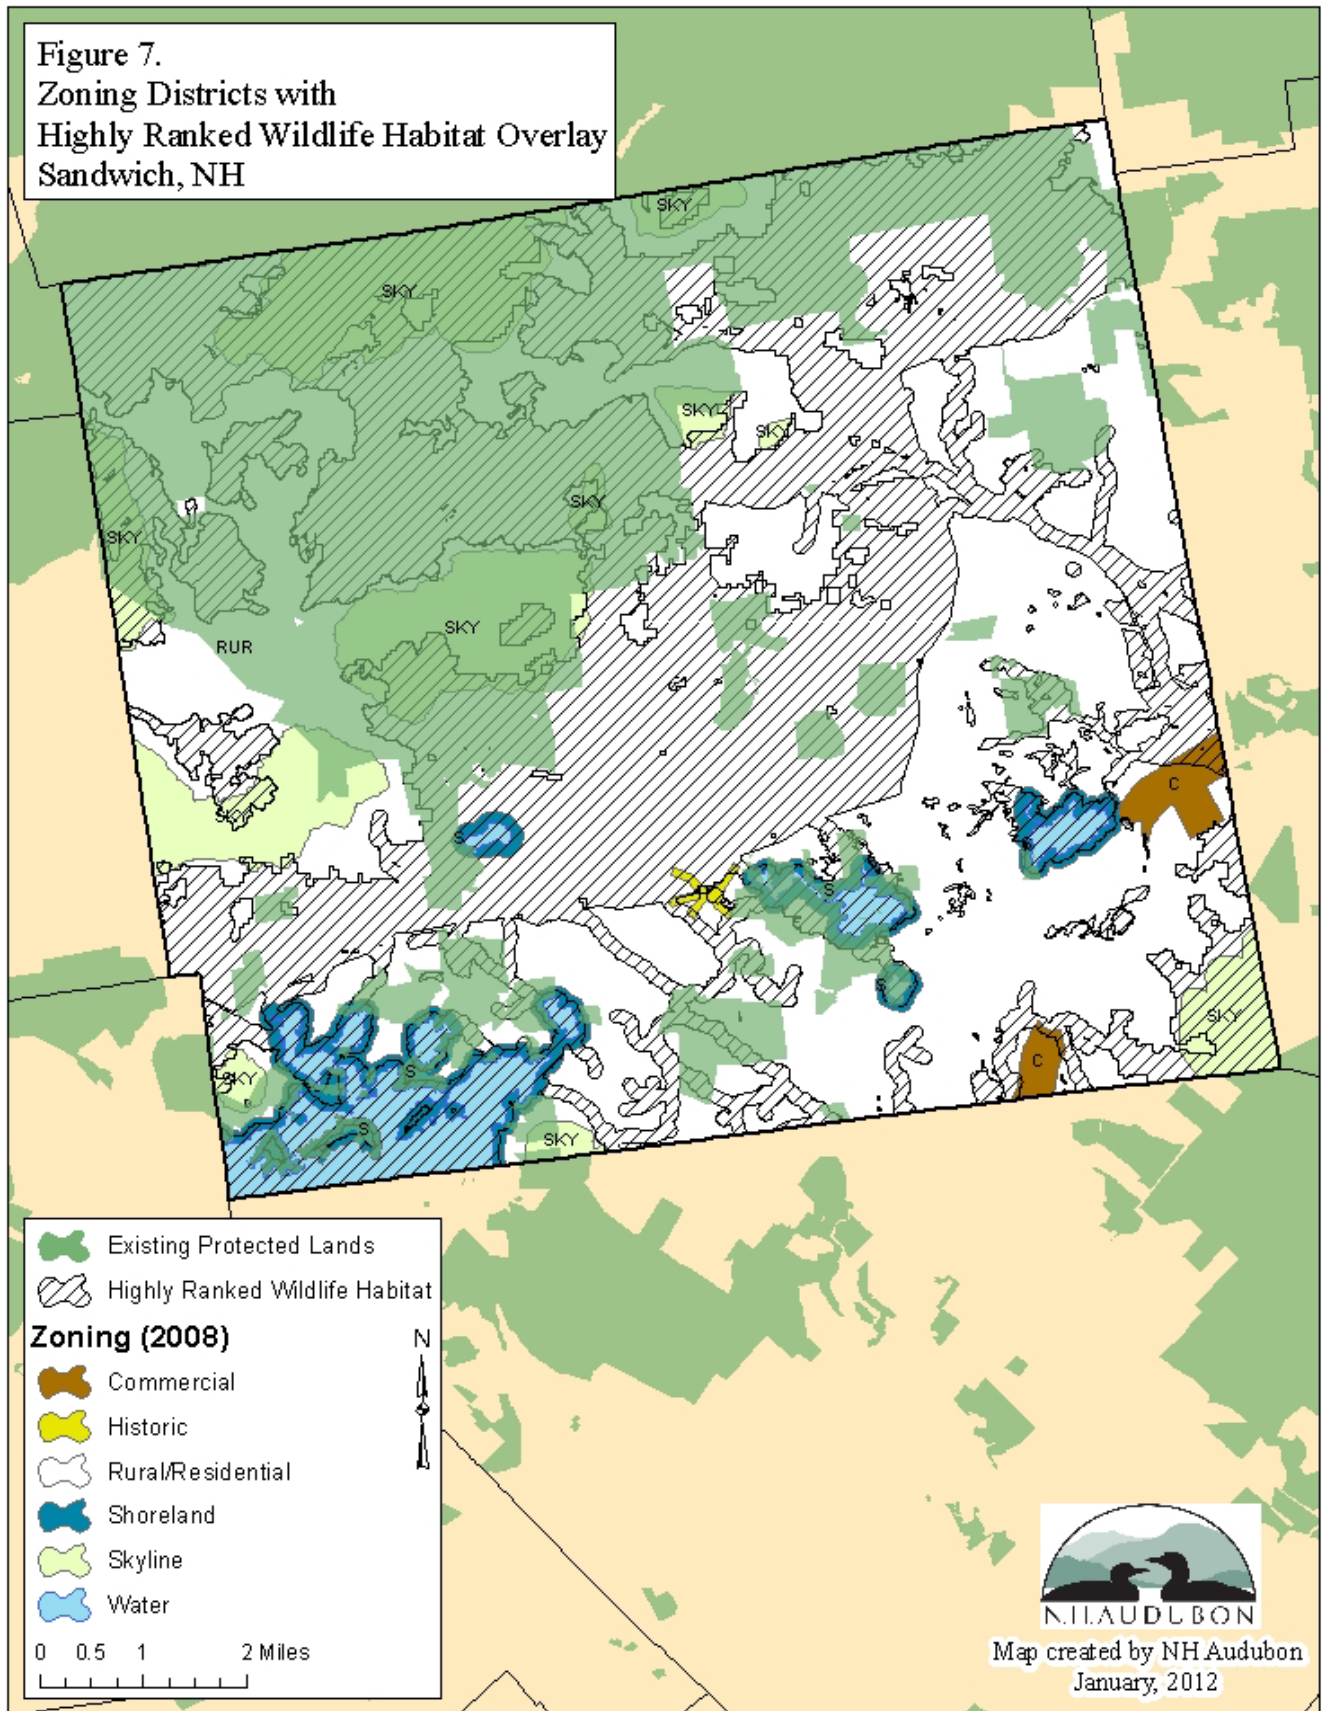 Figure 7.
Zoning Districts with
Highly Ranked Wildlife Habitat Overlay
Sandwich, NH
SKY
SKY
SKY
SKY
SKY
SKY
SKY
RUR
C
S
S
S
SKY
C
SKY
S
S
SKY
Existing Protected Lands
Highly Ranked Wildlife Habitat
Zoning (2008)
N
Commercial
Historic
Rural/Residential
Shoreland
Skyline
Water
0 0.5 1 2 Miles
N.H. AUDUBON
Map created by NH Audubon
January, 2012